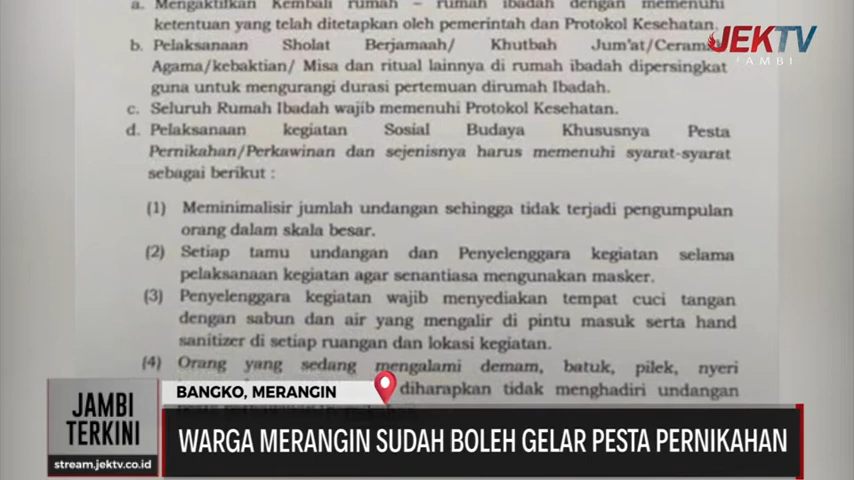 a. Mengaktifkan Kembali rumah – rumah ibadah dengan memenuhi
ketentuan yang telah ditetapkan oleh pemerintah dan Protokol Kesehatan.
b. Pelaksanaan Sholat Berjamaah/ Khutbah Jum'at/Ceramah
Agama/kebaktian/ Misa dan ritual lainnya di rumah ibadah dipersingkat
guna untuk mengurangi durasi pertemuan dirumah Ibadah.
c. Seluruh Rumah Ibadah wajib memenuhi Protokol Kesehatan.
d. Pelaksanaan kegiatan Sosial Budaya Khususnya Pesta
Pernikahan/Perkawinan dan sejenisnya harus memenuhi syarat-syarat
sebagai berikut :
(1) Meminimalisir jumlah undangan sehingga tidak terjadi pengumpulan
orang dalam skala besar.
(2) Setiap tamu undangan dan Penyelenggara kegiatan selama
pelaksanaan kegiatan agar senantiasa mengunakan masker.
(3) Penyelenggara kegiatan wajib menyediakan tempat cuci tangan
dengan sabun dan air yang mengalir di pintu masuk serta hand
sanitizer di setiap ruangan dan lokasi kegiatan.
(4) Orang yang sedang mengalami demam, batuk, pilek, nyeri
diharapkan tidak menghadiri undangan
JEKTV
JAMBI
BANGKO, MERANGIN
JAMBI
TERKINI
stream.jektv.co.id
WARGA MERANGIN SUDAH BOLEH GELAR PESTA PERNIKAHAN